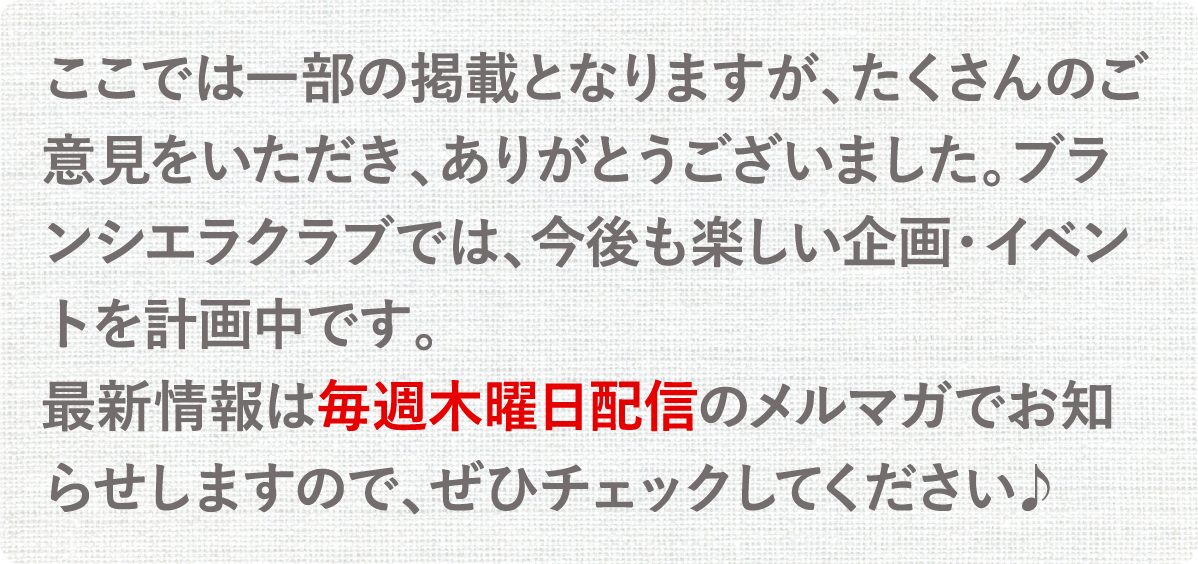 ここでは一部の掲載となりますが、たくさんのご
意見をいただき、ありがとうございました。ブラ
ンシエラクラブでは、今後も楽しい企画・イベン
トを計画中です。
最新情報は毎週木曜日配信のメルマガでお知
らせしますので、ぜひチェックしてください♪